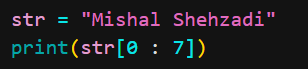 str = "Mishal Shehzadi"
print(str[0 : 7])